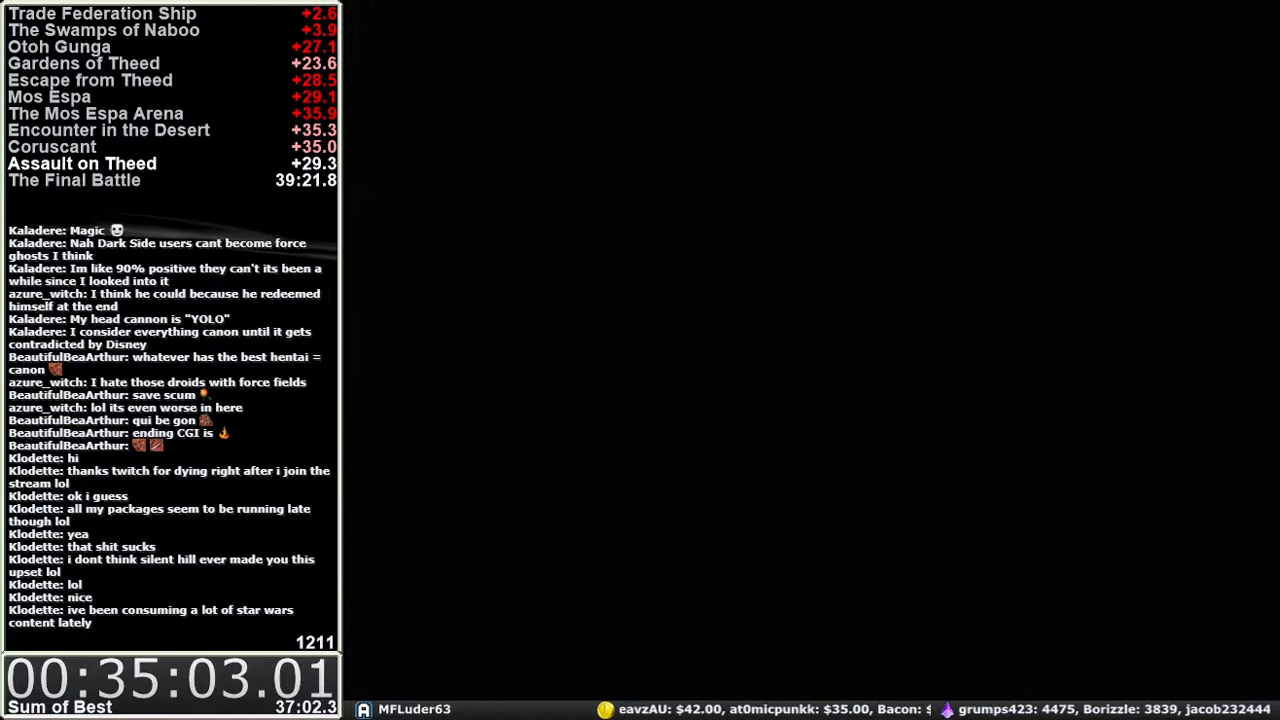 Trade Federation Ship +2.6
The Swamps of Naboo +3.9
Otoh Gunga +27.1
Gardens of Theed +23.6
Escape from Theed +28.5
Mos Espa +29.1
The Mos Espa Arena +35.9
Encounter in the Desert +35.3
Coruscant +35.0
Assault on Theed +29.3
The Final Battle 39:21.8
Kaladere: Magic
Kaladere: Nah Dark Side users cant become force
ghosts I think
Kaladere: Im like 90% positive they can't its been a
while since I looked into it
azure_witch: I think he could because he redeemed
himself at the end
Kaladere: My head cannon is "YOLO"
Kaladere: I consider everything canon until it gets
contradicted by Disney
BeautifulBeaArthur: whatever has the best hentai =
canon
azure_witch: I hate those droids with force fields
BeautifulBeaArthur: save scum
azure_witch: lol its even worse in here
BeautifulBeaArthur: qui be gon
BeautifulBeaArthur: ending CGI is
BeautifulBeaArthur:
Klodette: hi
Klodette: thanks twitch for dying right after i join the
stream lol
Klodette: ok i guess
Klodette: all my packages seem to be running late
though lol
Klodette: yea
Klodette: that shit sucks
Klodette: i dont think silent hill ever made you this
upset lol
Klodette: lol
Klodette: nice
Klodette: ive been consuming a lot of star wars
content lately
1211
00:35:03.01
Sum of Best 37:02.3
MFLuder63 eavzAU: $42.00, at0micpunkk: $35.00, Bacon: $ grumps423: 4475, Borizzle: 3839, jacob232444